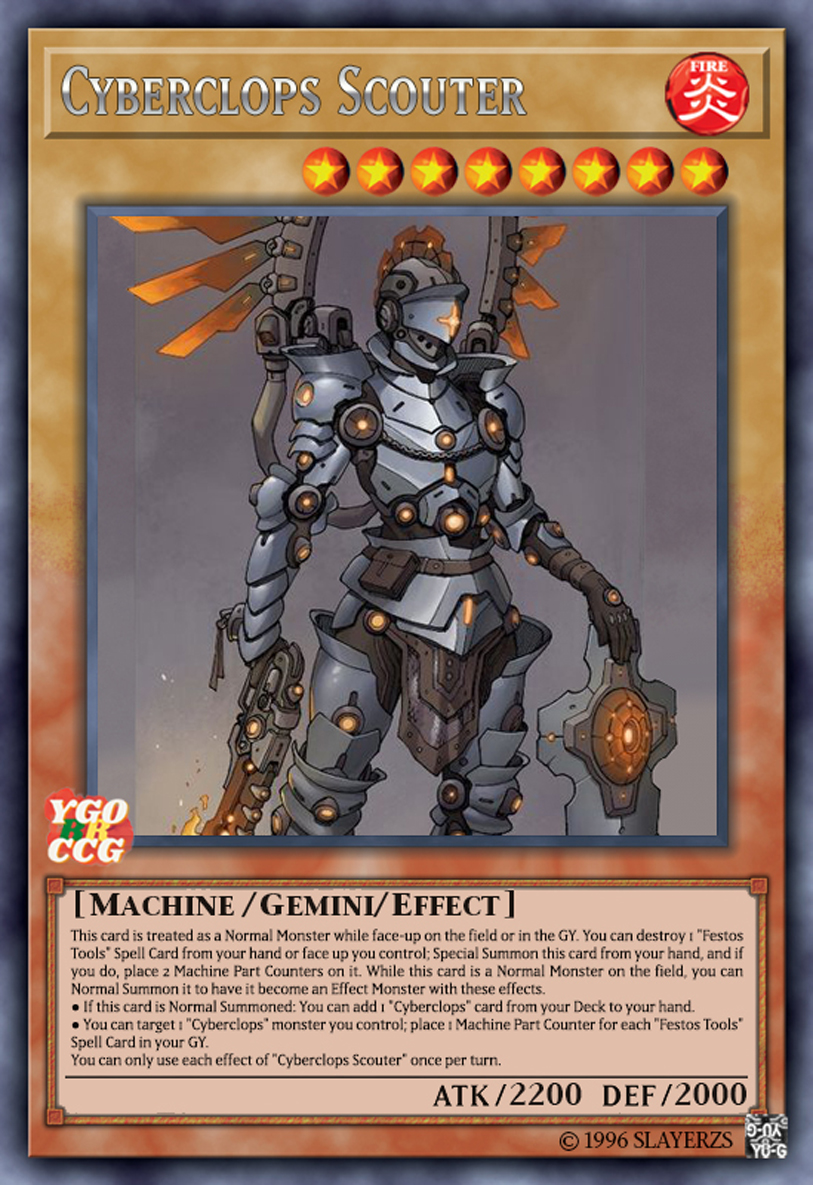 CYBERCLOPS SCOUTER
FIRE
炎
YGO
RR
CCG
[MACHINE /GEMINI/EFFECT]
This card is treated as a Normal Monster while face-up on the field or in the GY. You can destroy 1 "Festos
Tools" Spell Card from your hand or face up you control; Special Summon this card from your hand, and if
you do, place 2 Machine Part Counters on it. While this card is a Normal Monster on the field, you can
Normal Summon it to have it become an Effect Monster with these effects.
● If this card is Normal Summoned: You can add 1 "Cyberclops" card from your Deck to your hand.
● You can target 1 "Cyberclops" monster you control; place 1 Machine Part Counter for each "Festos Tools"
Spell Card in your GY.
You can only use each effect of "Cyberclops Scouter" once per turn.
ATK/2200 DEF/2000
© 1996 SLAYERZS